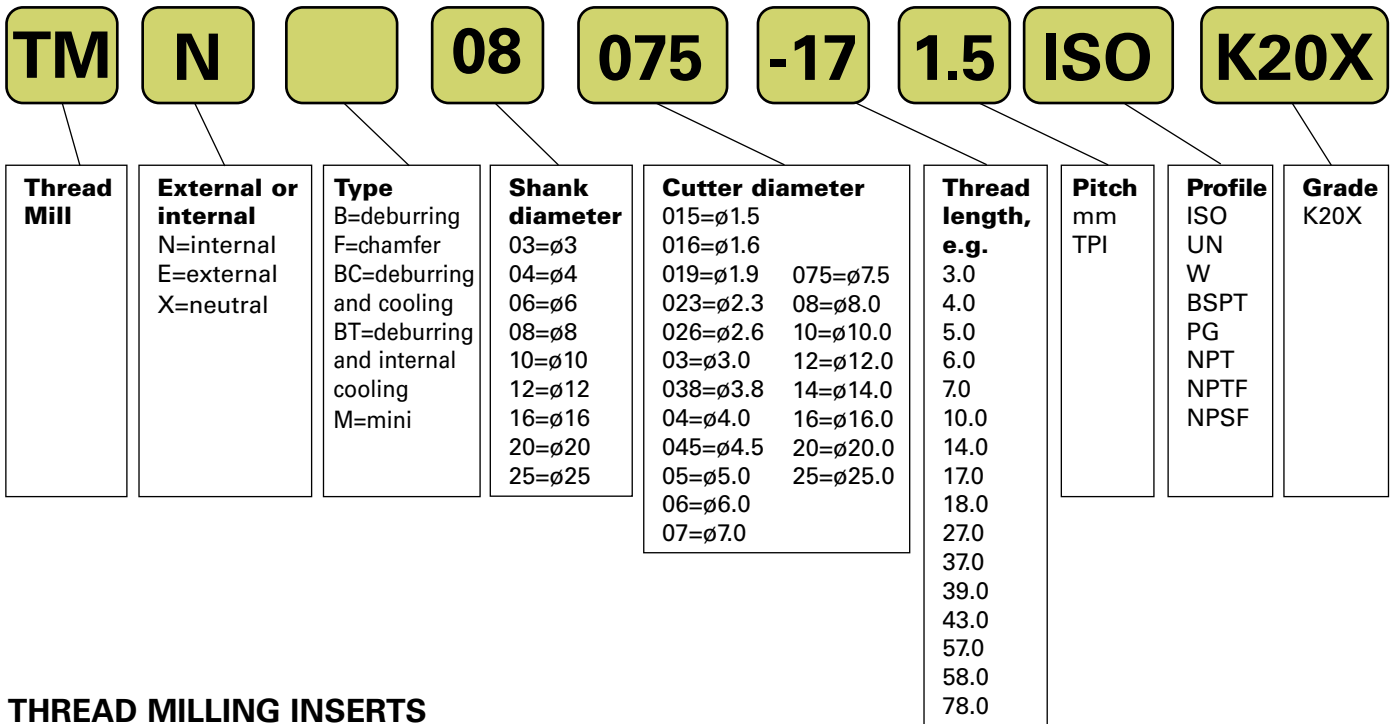 TM N 08 075 -17 1.5 ISO K20X
Thread
Mill
External or
internal
N=internal
E=external
X=neutral
Type
B=deburring
F=chamfer
BC=deburring
and cooling
BT=deburring
and internal
cooling
M=mini
Shank
diameter
03=ø3
04=ø4
06=ø6
08=ø8
10=ø10
12=ø12
16=ø16
20=ø20
25=ø25
Cutter diameter
015=ø1.5
016=ø1.6
019=ø1.9
023=ø2.3
026=ø2.6
03=ø3.0
038=ø3.8
04=ø4.0
045=ø4.5
05=ø5.0
06=ø6.0
07=ø7.0
075=ø7.5
08=ø8.0
10=ø10.0
12=ø12.0
14=ø14.0
16=ø16.0
20=ø20.0
25=ø25.0
Thread
length,
e.g.
3.0
4.0
5.0
6.0
7.0
10.0
14.0
17.0
18.0
27.0
37.0
39.0
43.0
57.0
58.0
78.0
Pitch
mm
TPI
Profile
ISO
UN
W
BSPT
PG
NPT
NPTF
NPSF
Grade
K20X
THREAD MILLING INSERTS